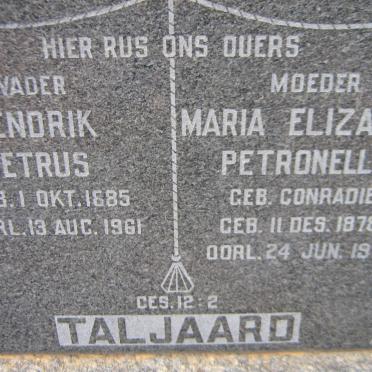 HIER RUS ONS OUERS
VADER
ENDRIK
ETRUS
B. 1 OKT. 1885
RL. 13 AUG. 1961
MOEDER
MARIA ELIZA
PETRONELL
GEB. CONRADIE
GEB. 11 DES. 1878
OORL. 24 JUN. 19
GES. 12:2
TALJAARD